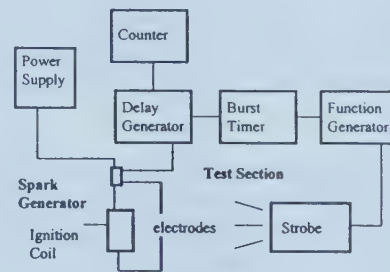 Counter
Power
Supply
Delay
Generator
Burst
Timer
Function
Generator
Test Section
Spark
Generator
Ignition
Coil
electrodes
Strobe